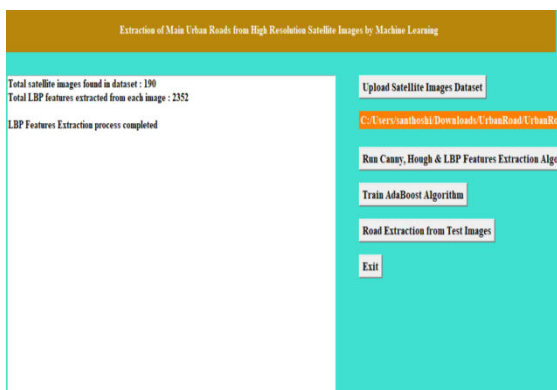 Extraction of Main Urban Roads from High Resolution Satellite Images by Machine Learning
Total satellite images found in dataset : 190
Total LBP features extracted from each image : 2352
LBP Features Extraction process completed
Upload Satellite Images Dataset
C:/Users/santhoshi/Downloads/UrbanRoad/UrbanRo
Run Canny, Hough & LBP Features Extraction Algo
Train AdaBoost Algorithm
Road Extraction from Test Images
Exit